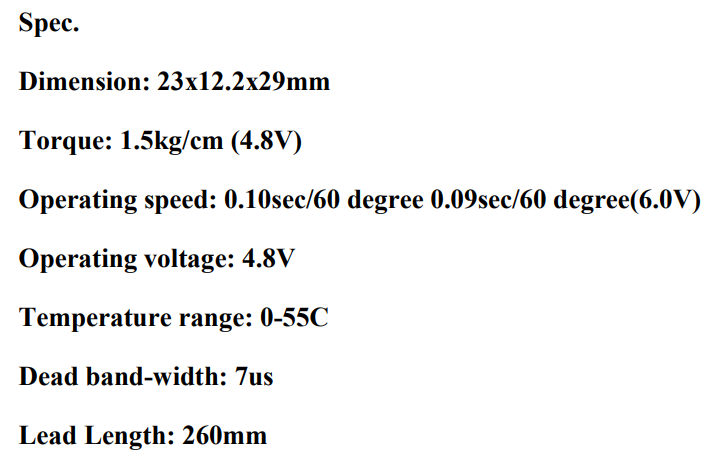 Spec.
Dimension: 23x12.2x29mm
Torque: 1.5kg/cm (4.8V)
Operating speed: 0.10sec/60 degree 0.09sec/60 degree(6.0V)
Operating voltage: 4.8V
Temperature range: 0-55C
Dead band-width: 7us
Lead Length: 260mm